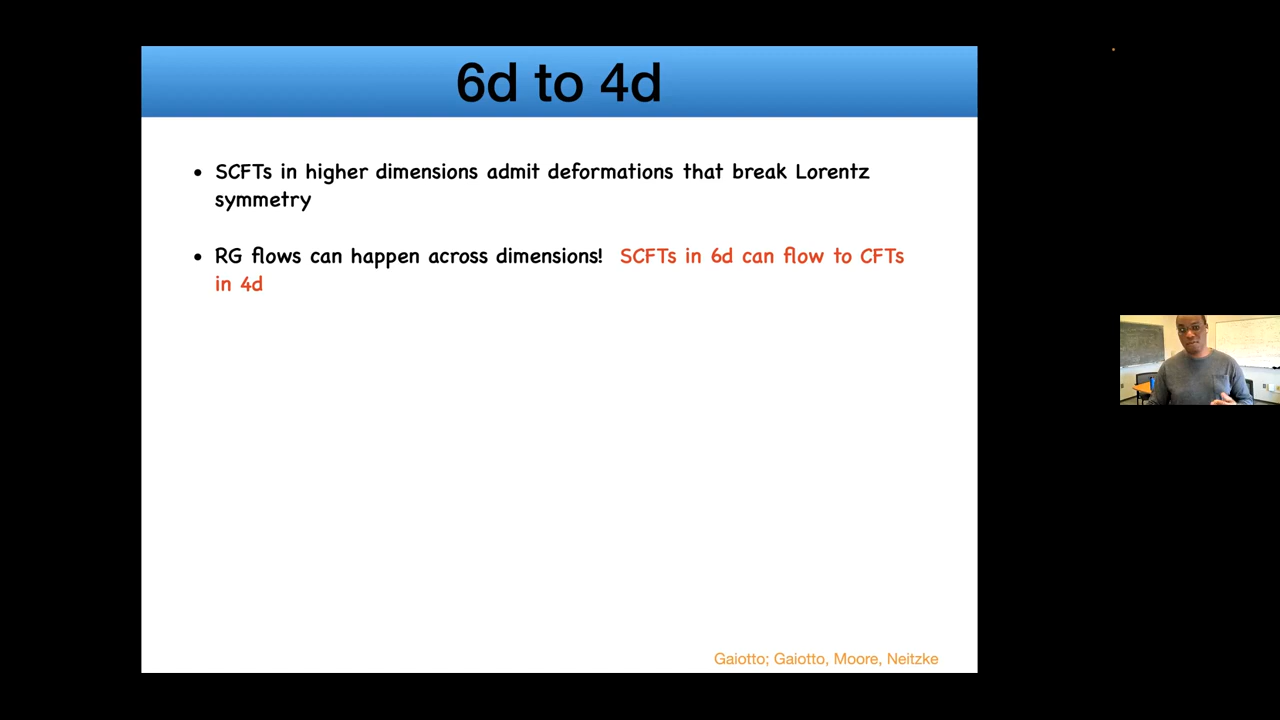 6d to 4d
• SCFTs in higher dimensions admit deformations that break Lorentz
symmetry
• RG flows can happen across dimensions! SCFTs in 6d can flow to CFTs
in 4d
Gaiotto; Gaiotto, Moore, Neitzke